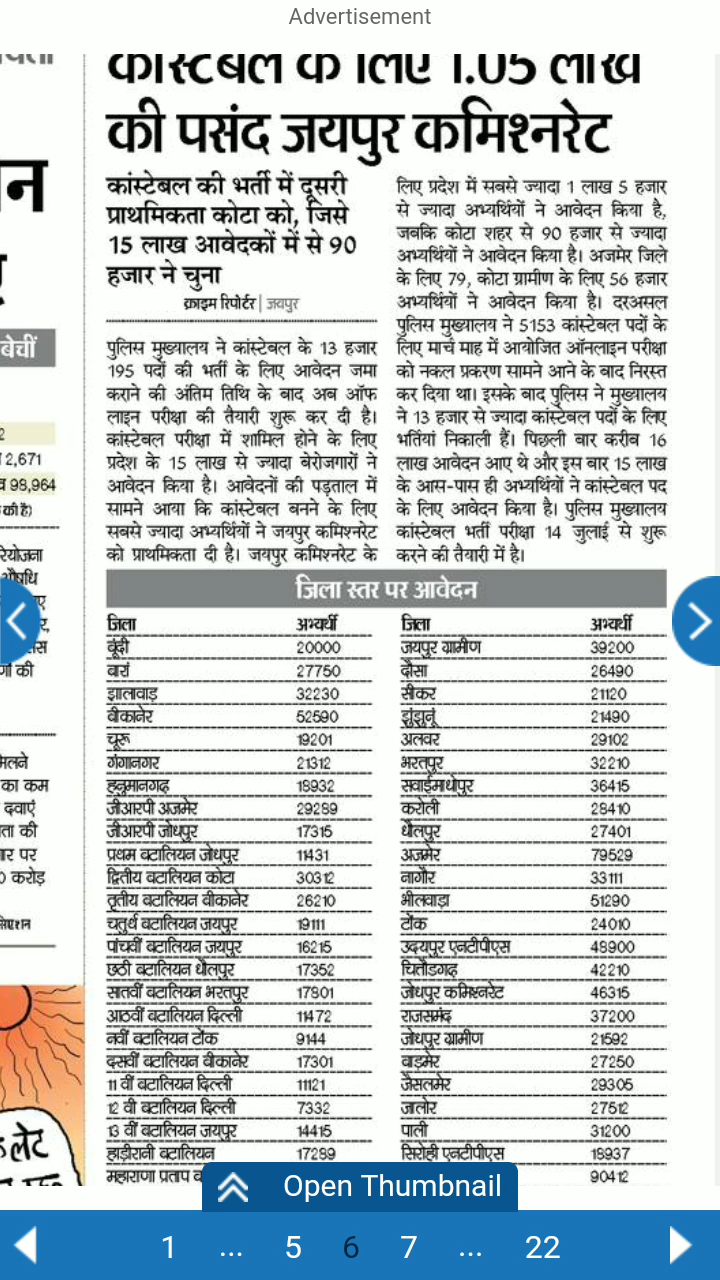 Advertisement
कांस्टेबल के लिए 1.05 लाख
की पसंद जयपुर कमिश्नरेट
कांस्टेबल की भर्ती में दूसरी
प्राथमिकता कोटा को, जिसे
15 लाख आवेदकों में से 90
हजार ने चुना
क्राइम रिपोर्टर | जयपुर
पुलिस मुख्यालय ने कांस्टेबल के 13 हजार
195 पदों की भर्ती के लिए आवेदन जमा
कराने की अंतिम तिथि के बाद अब ऑफ
लाइन परीक्षा की तैयारी शुरू कर दी है।
कांस्टेबल परीक्षा में शामिल होने के लिए
प्रदेश के 15 लाख से ज्यादा बेरोजगारों ने
आवेदन किया है। आवेदनों की पड़ताल में
सामने आया कि कांस्टेबल बनने के लिए
सबसे ज्यादा अभ्यर्थियों ने जयपुर कमिश्नरेट
को प्राथमिकता दी है। जयपुर कमिश्नरेट के
लिए प्रदेश में सबसे ज्यादा 1 लाख 5 हजार
से ज्यादा अभ्यर्थियों ने आवेदन किया है,
जबकि कोटा शहर से 90 हजार से ज्यादा
अभ्यर्थियों ने आवेदन किया है। अजमेर जिले
के लिए 79, कोटा ग्रामीण के लिए 56 हजार
अभ्यर्थियों ने आवेदन किया है। दरअसल
पुलिस मुख्यालय ने 5153 कांस्टेबल पदों के
लिए मार्च माह में आयोजित ऑनलाइन परीक्षा
को नकल प्रकरण सामने आने के बाद निरस्त
कर दिया था। इसके बाद पुलिस ने मुख्यालय
ने 13 हजार से ज्यादा कांस्टेबल पदों के लिए
भर्तियां निकाली हैं। पिछली बार करीब 16
लाख आवेदन आए थे और इस बार 15 लाख
के आस-पास ही अभ्यर्थियों ने कांस्टेबल पद
के लिए आवेदन किया है। पुलिस मुख्यालय
कांस्टेबल भर्ती परीक्षा 14 जुलाई से शुरू
करने की तैयारी में है।
जिला स्तर पर आवेदन
जिला अभ्यर्थी
बूंदी 20000
बारां 27750
झालावाड़ 32230
बीकानेर 52590
चूरू 19201
गंगानगर 21312
हनुमानगढ़ 18932
जीआरपी अजमेर 29289
जीआरपी जोधपुर 17315
प्रथम बटालियन जोधपुर 11431
द्वितीय बटालियन कोटा 30312
तृतीय बटालियन बीकानेर 26210
चतुर्थ बटालियन जयपुर 19111
पांचवीं बटालियन जयपुर 16215
छठी बटालियन धौलपुर 17352
सातवीं बटालियन भरतपुर 17801
आठवीं बटालियन दिल्ली 11472
नवीं बटालियन टोंक 9144
दसवीं बटालियन बीकानेर 17301
11 वीं बटालियन दिल्ली 11121
12 वी बटालियन दिल्ली 7332
13 वीं बटालियन जयपुर 14415
हाड़ीरानी बटालियन 17289
महाराणा प्रताप
जिला अभ्यर्थी
जयपुर ग्रामीण 39200
दौसा 26490
सीकर 21120
झुंझुनूं 21490
अलवर 29102
भरतपुर 32210
सवाईमाधोपुर 36415
करोली 28410
धौलपुर 27401
अजमेर 79529
नागौर 33111
भीलवाड़ा 51290
टोंक 24010
उदयपुर एनटीपीएस 48900
चितौडगढ़ 42210
जोधपुर कमिश्नरेट 46315
राजसमंद 37200
जोधपुर ग्रामीण 21592
बाड़मेर 27250
जैसलमेर 29305
जालोर 27512
पाली 31200
सिरोही एनटीपीएस 18937
90412
बेचीं
2,671
98,964
की है)
औषधि
की
का कम
दवाएं
ता की
पर
करोड़
लेट
Open Thumbnail
1 ... 5 6 7 ... 22